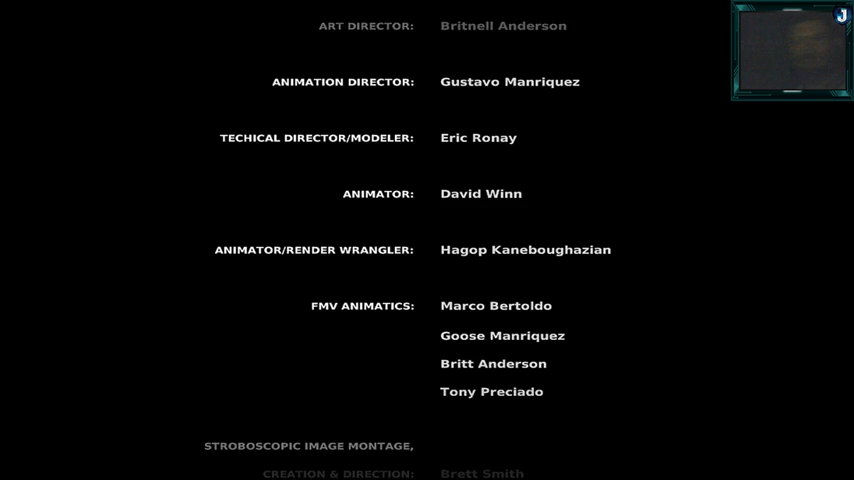 ART DIRECTOR: Britnell Anderson
ANIMATION DIRECTOR: Gustavo Manriquez
TECHICAL DIRECTOR/MODELER: Eric Ronay
ANIMATOR: David Winn
ANIMATOR/RENDER WRANGLER: Hagop Kaneboughazian
FMV ANIMATICS: Marco Bertoldo
Goose Manriquez
Britt Anderson
Tony Preciado
STROBOSCOPIC IMAGE MONTAGE,
CREATION & DIRECTION: Brett Smith
J